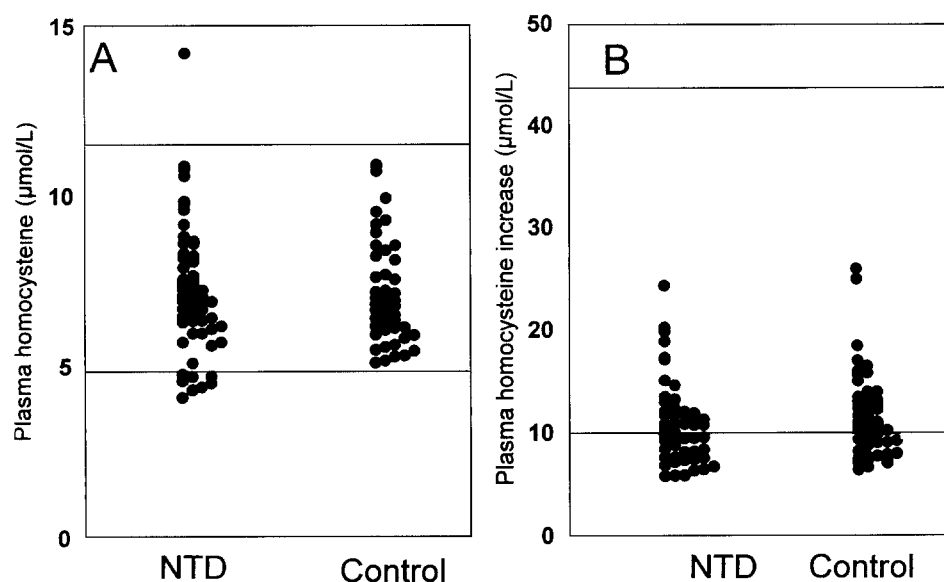 A
Plasma homocysteine (µmol/L)
15
10
5
0
NTD
Control
B
Plasma homocysteine increase (µmol/L)
50
40
30
20
10
0
NTD
Control